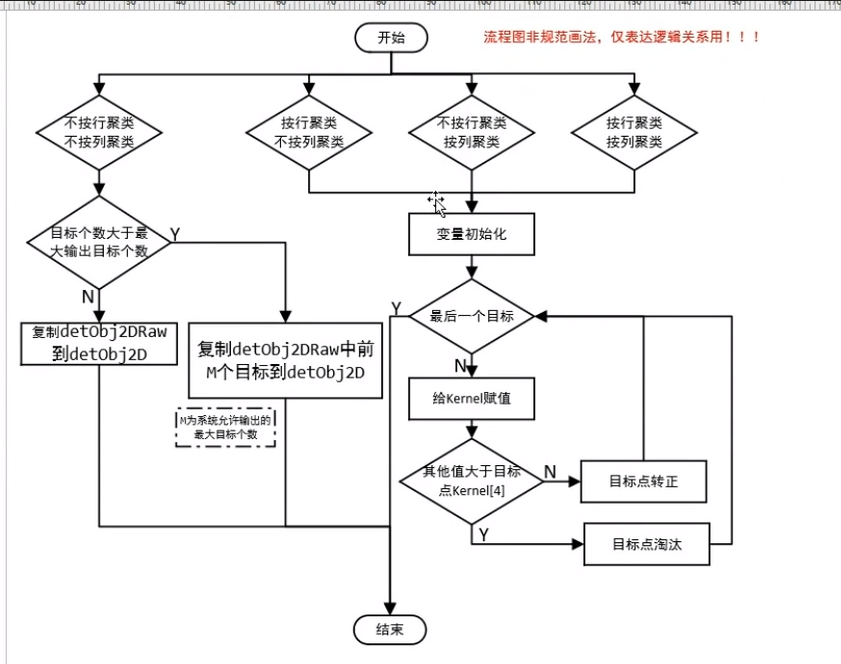 开始
流程图非规范画法，仅表达逻辑关系用！！！
不按行聚类
不按列聚类
按行聚类
不按列聚类
不按行聚类
按列聚类
按行聚类
按列聚类
目标个数大于最
大输出目标个数
Y
N
复制detObj2DRaw
到detObj2D
复制detObj2DRaw中前
M个目标到detObj2D
M为系统允许输出的
最大目标个数
变量初始化
最后一个目标
Y
N
给Kernel赋值
其他值大于目标
点Kernel[4]
N
目标点转正
Y
目标点淘汰
结束